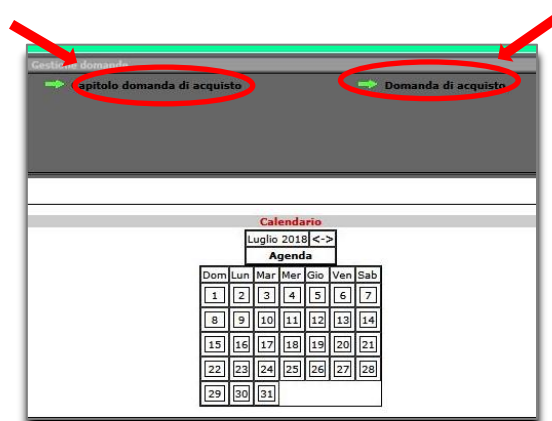 Gestione domande
Capitolo domanda di acquisto
Domanda di acquisto
Calendario
Luglio 2018 <->
Agenda
Dom Lun Mar Mer Gio Ven Sab
1 2 3 4 5 6 7
8 9 10 11 12 13 14
15 16 17 18 19 20 21
22 23 24 25 26 27 28
29 30 31